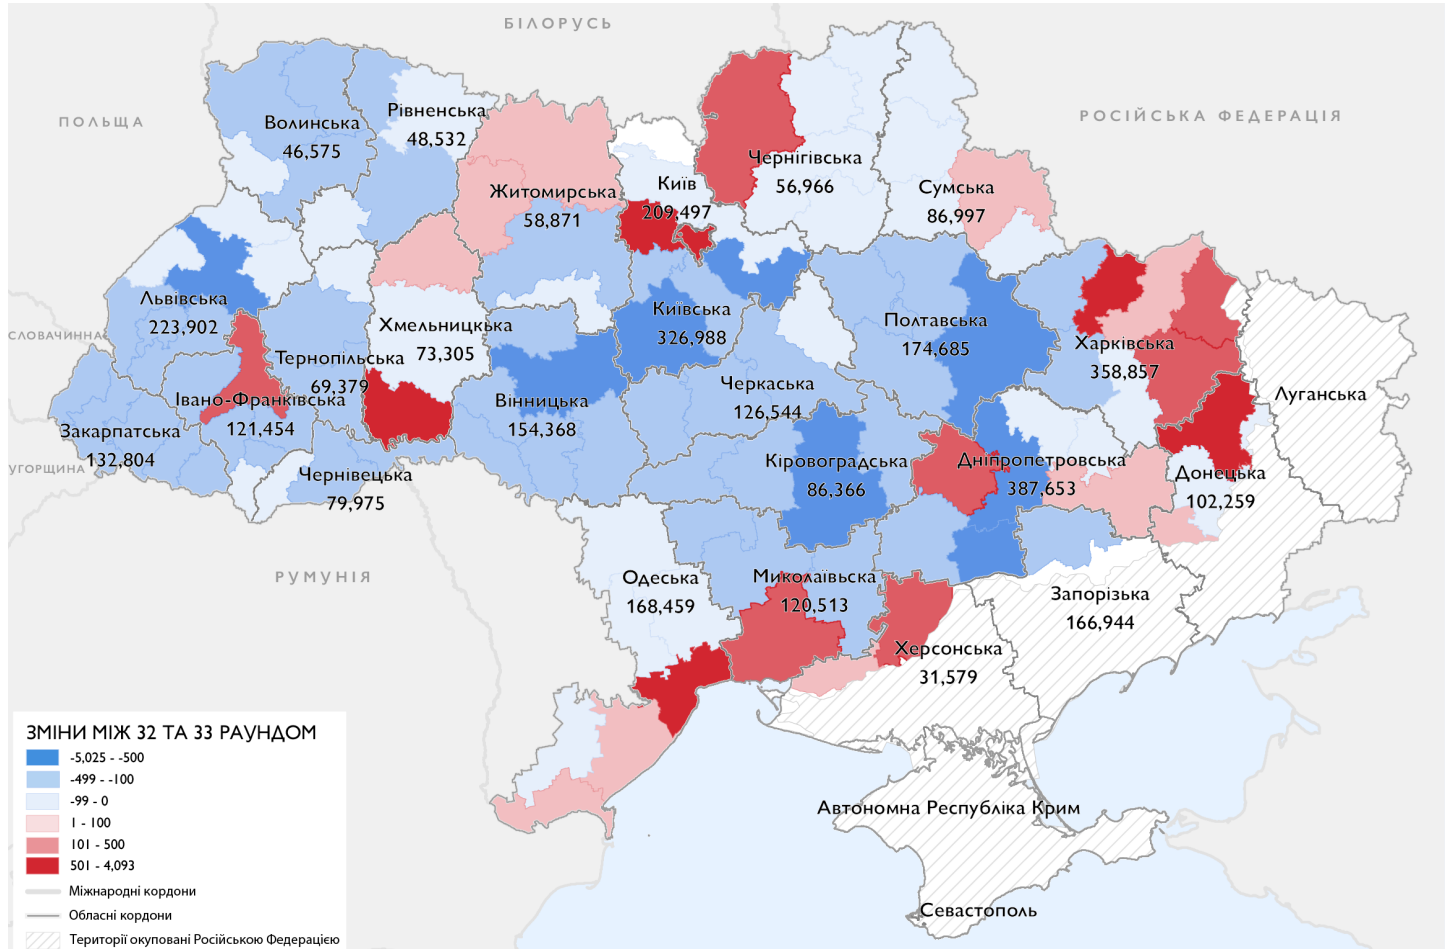 БІЛОРУСЬ
ПОЛЬЩА
РОСІЙСЬКА ФЕДЕРАЦІЯ
Волинська
46,575
Рівненська
48,532
Житомирська
58,871
Київ
209,497
Чернігівська
56,966
Сумська
86,997
Львівська
223,902
СЛОВАЧЧИНА
Тернопільська
69,379
Хмельницкька
73,305
Київська
326,988
Полтавська
174,685
Харківська
358,857
Луганська
Івано-Франківська
121,454
Закарпатська
132,804
УГОРЩИНА
Чернівецька
79,975
Вінницька
154,368
Черкаська
126,544
Кіровоградська
86,366
Дніпропетровська
387,653
Донецька
102,259
РУМУНІЯ
Одеська
168,459
Миколаївьска
120,513
Запорізька
166,944
Херсонська
31,579
Автономна Республіка Крим
Севастополь
ЗМІНИ МІЖ 32 ТА 33 РАУНДОМ
-5,025 - -500
-499 - -100
-99 - 0
1 - 100
101 - 500
501 - 4,093
Міжнародні кордони
Обласні кордони
Території окуповані Російською Федерацією